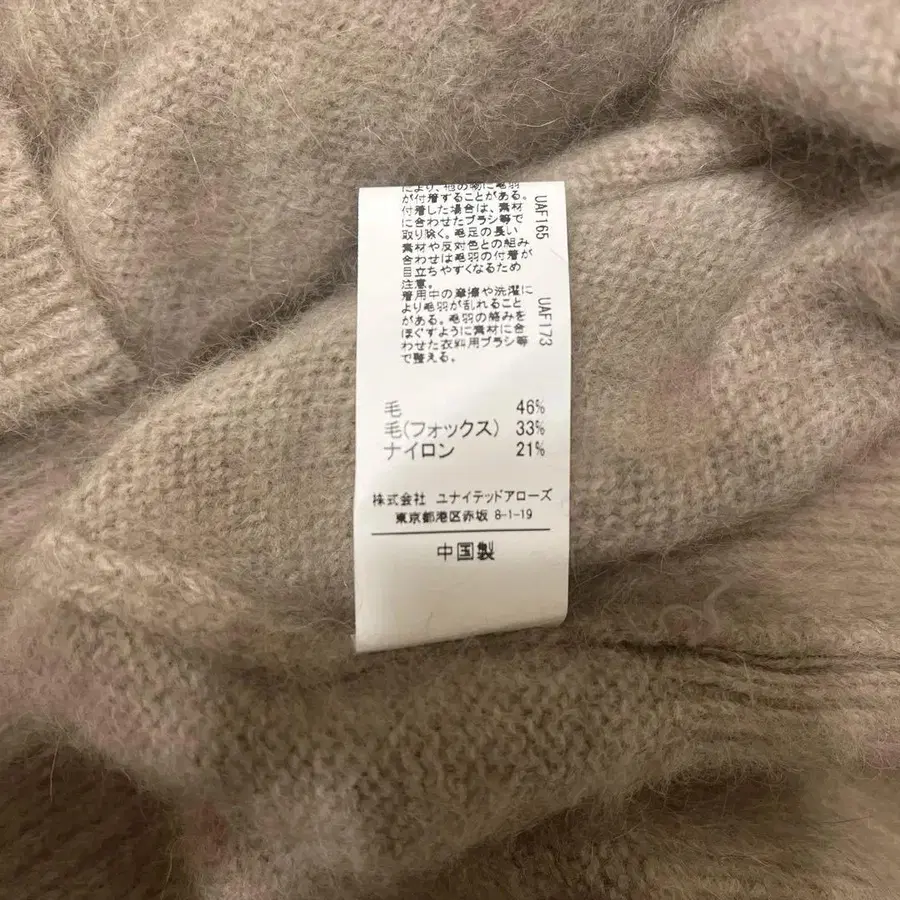 により、他の物に毛羽
が付着することがある。
付着した場合は、素材
に合わせたブラシ等で
取り除く。毛足の長い
素材や反対色との組み
合わせは毛羽の付着が
目立ちやすくなるため
注意。
UAF165
着用中の摩擦や洗濯に
より毛羽が乱れること
がある。毛羽の絡みを
ほぐすように素材に合
わせた衣料用ブラシ等
で整える。
UAF173
毛 46%
毛(フォックス) 33%
ナイロン 21%
株式会社 ユナイテッドアローズ
東京都港区赤坂 8-1-19
中国製